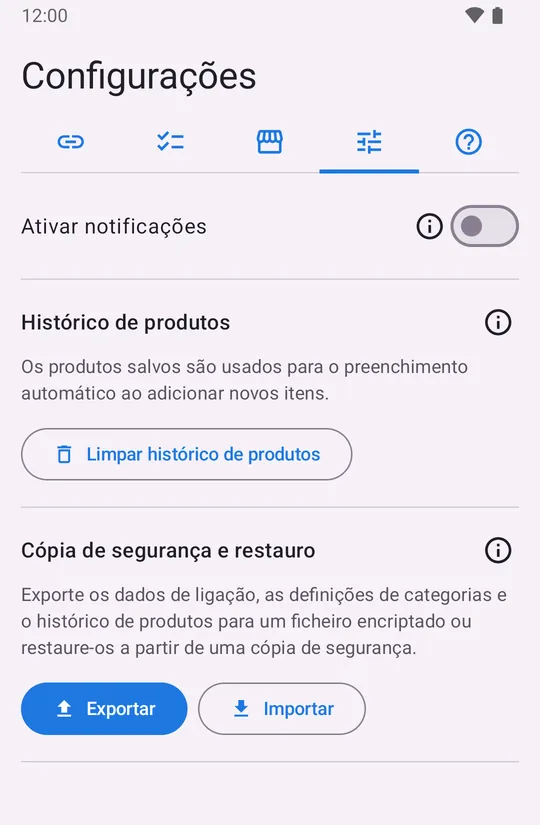 12:00
Configurações
Ativar notificações
Histórico de produtos
Os produtos salvos são usados para o preenchimento
automático ao adicionar novos itens.
Limpar histórico de produtos
Cópia de segurança e restauro
Exporte os dados de ligação, as definições de categorias e
o histórico de produtos para um ficheiro encriptado ou
restaure-os a partir de uma cópia de segurança.
Exportar
Importar